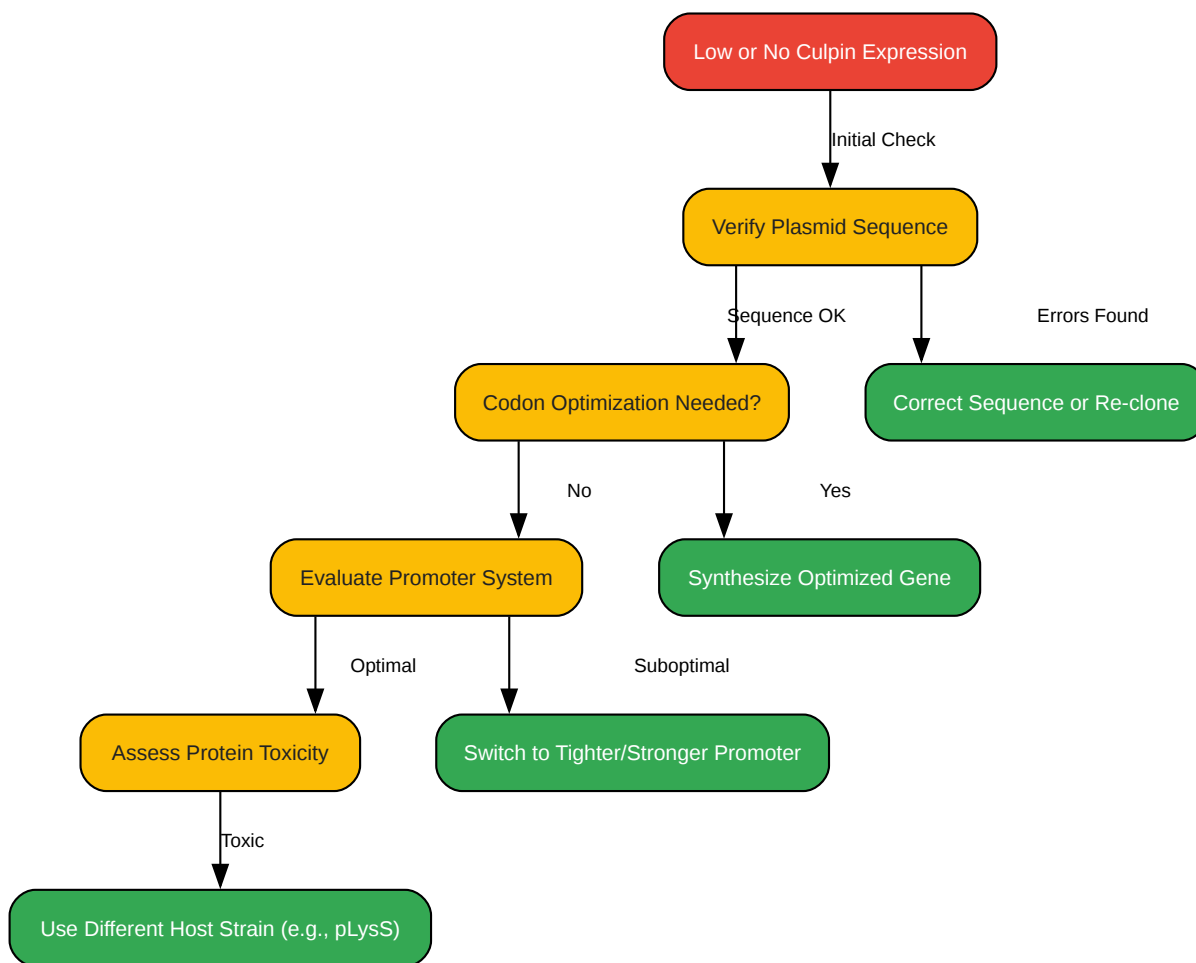 Low or No Culpin Expression
Initial Check
Verify Plasmid Sequence
Sequence OK
Errors Found
Codon Optimization Needed?
Correct Sequence or Re-clone
No
Yes
Evaluate Promoter System
Synthesize Optimized Gene
Optimal
Suboptimal
Assess Protein Toxicity
Switch to Tighter/Stronger Promoter
Toxic
Use Different Host Strain (e.g., pLysS)